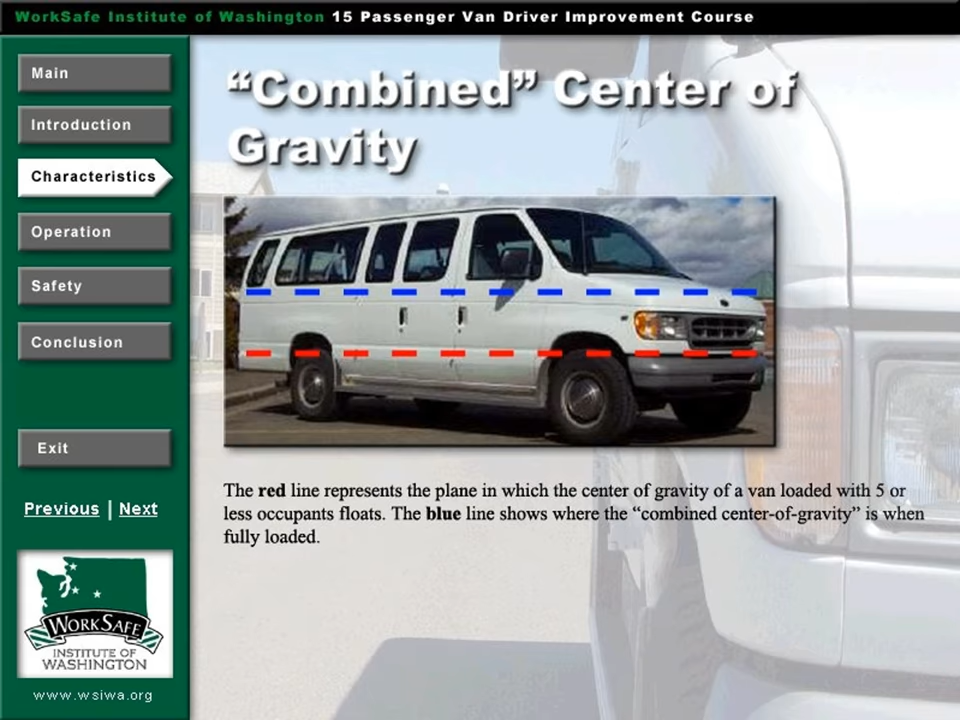 WorkSafe Institute of Washington 15 Passenger Van Driver Improvement Course
Main
Introduction
Characteristics
Operation
Safety
Conclusion
Exit
Previous | Next
WORKSAFE
INSTITUTE OF
WASHINGTON
www.wsiwa.org
“Combined” Center of
Gravity
The red line represents the plane in which the center of gravity of a van loaded with 5 or
less occupants floats. The blue line shows where the “combined center-of-gravity” is when
fully loaded.